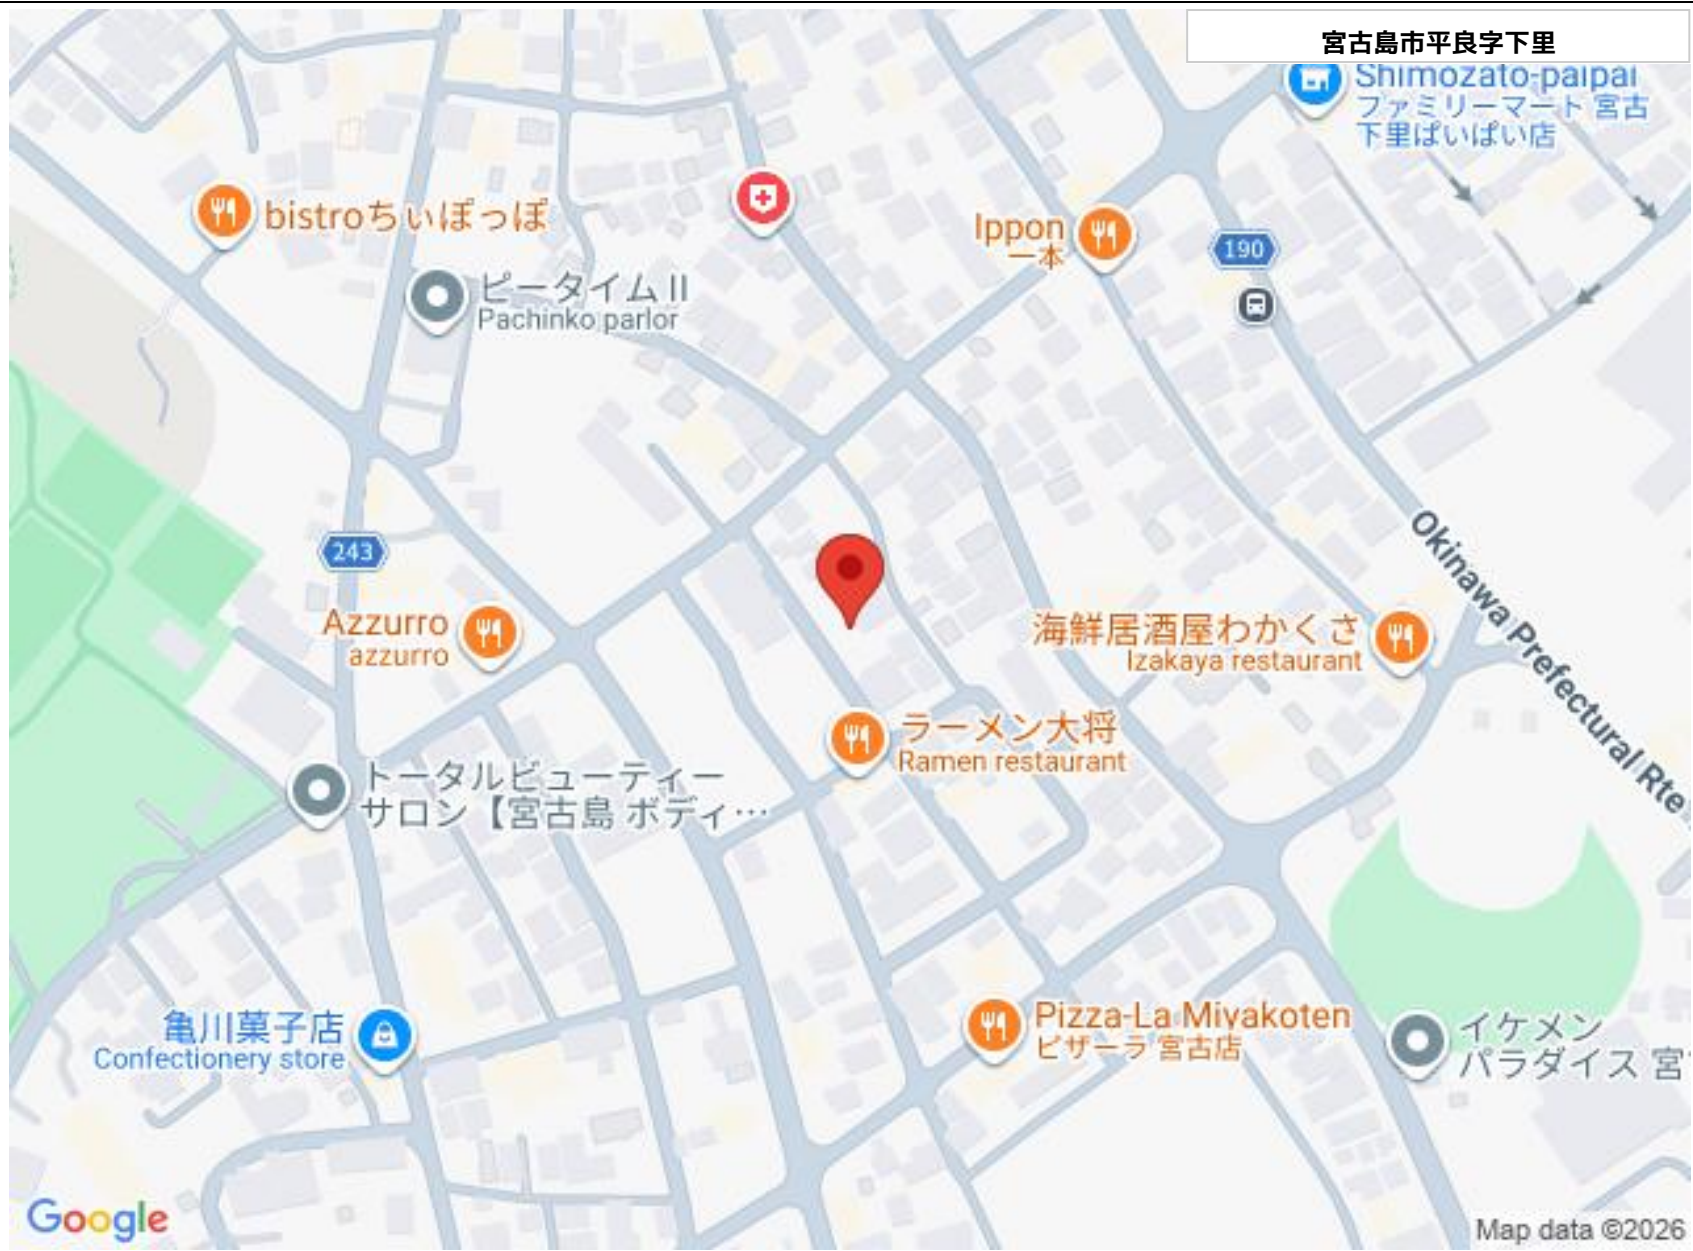 宮古島市平良字下里
Shimozato-paipai
ファミリーマート 宮古
下里ぱいぱい店
bistroちぃぽっぽ
Ippon
一本
190
ピータイム II
Pachinko parlor
243
Okinawa Prefectural Rte
Azzurro
azzurro
海鮮居酒屋わかくさ
Izakaya restaurant
ラーメン大将
Ramen restaurant
トータルビューティー
サロン【宮古島 ボディ…
亀川菓子店
Confectionery store
Pizza-La Miyakoten
ピザーラ 宮古店
イケメン
パラダイス 宮
Google
Map data ©2026